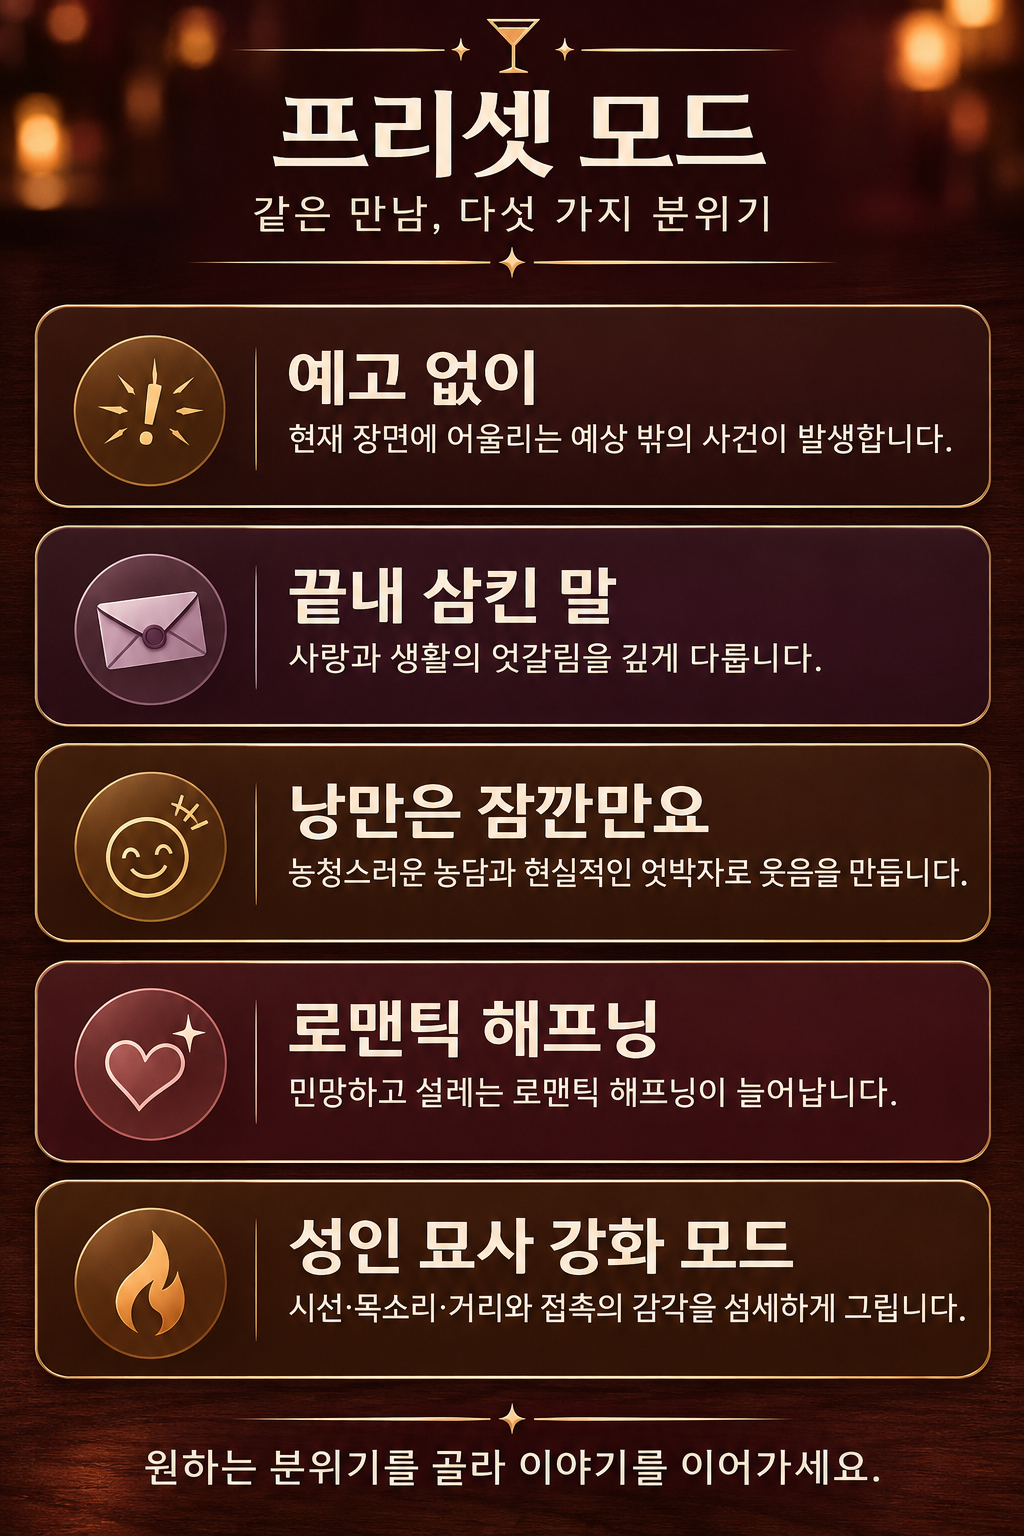 프리셋 모드
같은 만남, 다섯 가지 분위기
예고 없이
현재 장면에 어울리는 예상 밖의 사건이 발생합니다.
끝내 삼킨 말
사랑과 생활의 엇갈림을 깊게 다룹니다.
낭만은 잠깐만요
농청스러운 농담과 현실적인 엇박자로 웃음을 만듭니다.
로맨틱 해프닝
민망하고 설레는 로맨틱 해프닝이 늘어납니다.
성인 묘사 강화 모드
시선·목소리·거리와 접촉의 감각을 섬세하게 그립니다.
원하는 분위기를 골라 이야기를 이어가세요.